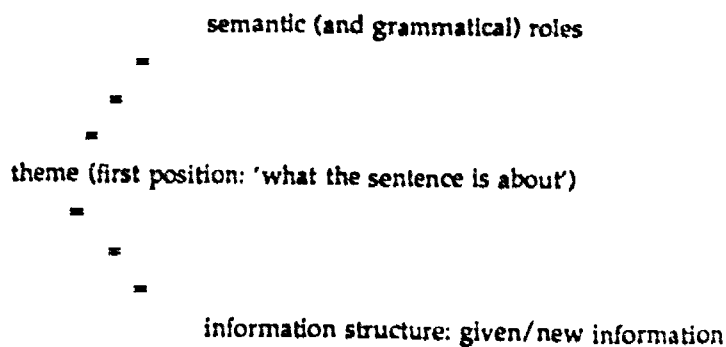 semantic (and grammatical) roles
theme (first position: 'what the sentence is about')
information structure: given/new information